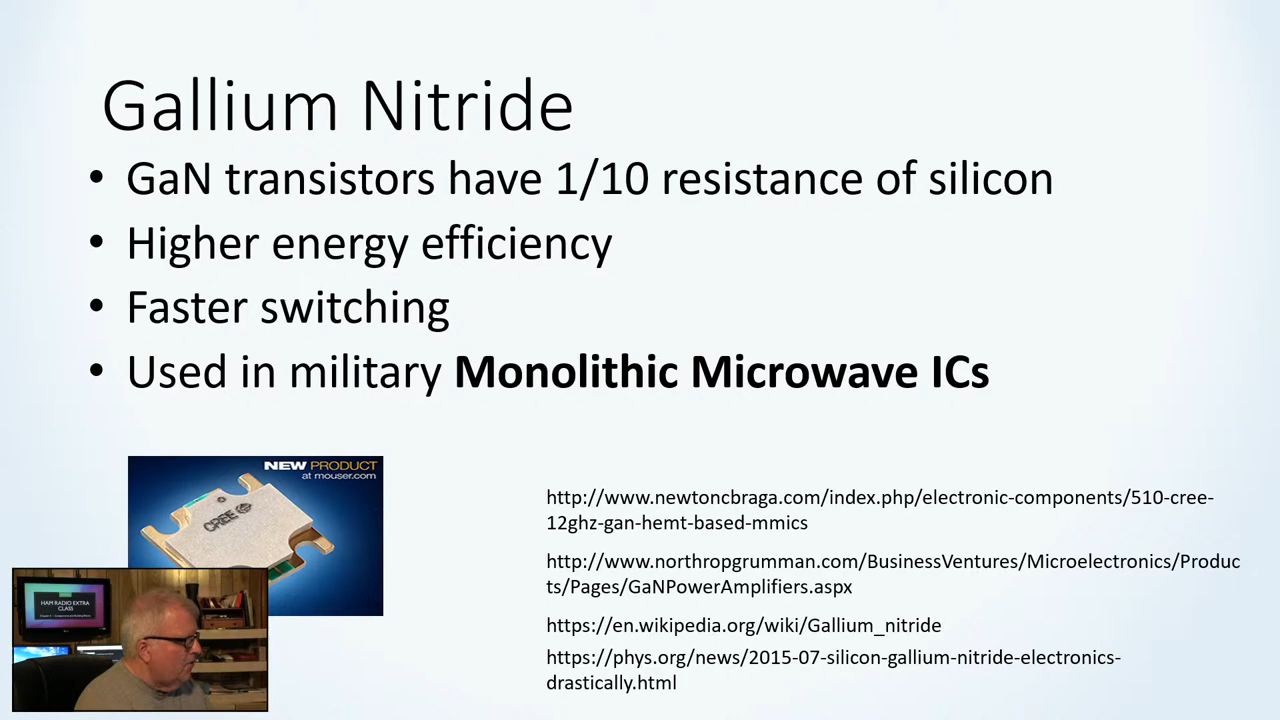 Gallium Nitride
• GaN transistors have 1/10 resistance of silicon
• Higher energy efficiency
• Faster switching
• Used in military Monolithic Microwave ICs
NEW PRODUCT
at mouser.com
CREE
http://www.newtoncbraga.com/index.php/electronic-components/510-cree-
12ghz-gan-hemt-based-mmics
http://www.northropgrumman.com/BusinessVentures/Microelectronics/Produc
ts/Pages/GaNPowerAmplifiers.aspx
https://en.wikipedia.org/wiki/Gallium_nitride
https://phys.org/news/2015-07-silicon-gallium-nitride-electronics-
drastically.html
HAM RADIO EXTRA
CLASS